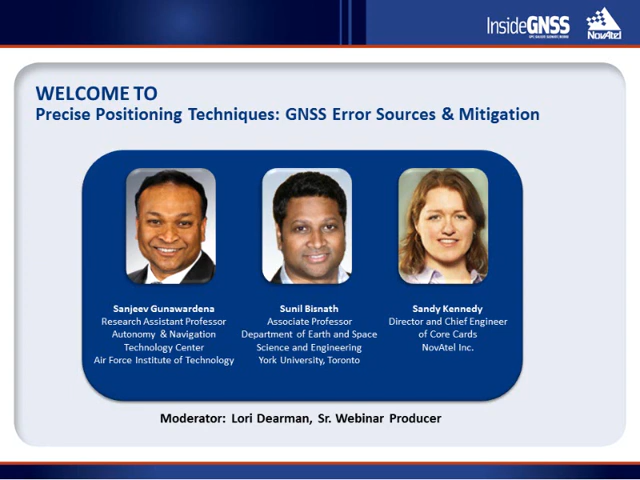 InsideGNSS
NovAtel
WELCOME TO
Precise Positioning Techniques: GNSS Error Sources & Mitigation
Sanjeev Gunawardena
Research Assistant Professor
Autonomy & Navigation
Technology Center
Air Force Institute of Technology
Sunil Bisnath
Associate Professor
Department of Earth and Space
Science and Engineering
York University, Toronto
Sandy Kennedy
Director and Chief Engineer
of Core Cards
NovAtel Inc.
Moderator: Lori Dearman, Sr. Webinar Producer